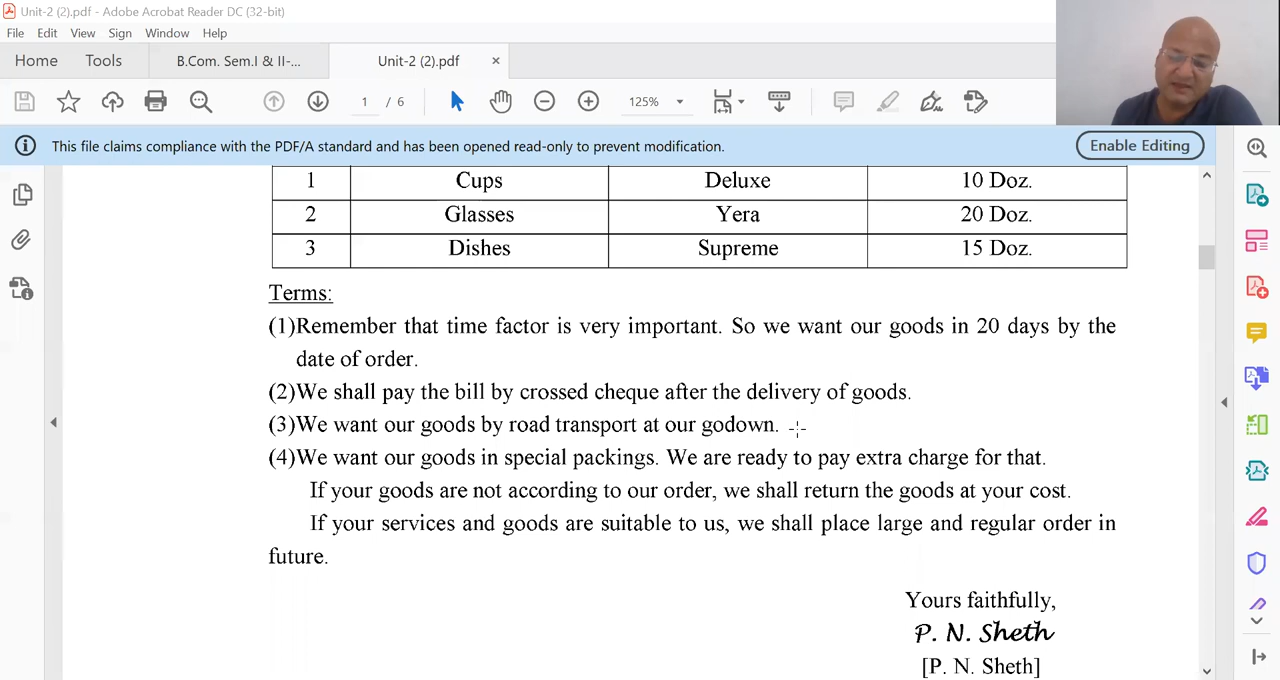 Unit-2 (2).pdf - Adobe Acrobat Reader DC (32-bit)
File Edit View Sign Window Help
Home Tools B.Com. Sem.I & II-... Unit-2 (2).pdf ×
1 / 6 125%
This file claims compliance with the PDF/A standard and has been opened read-only to prevent modification. Enable Editing
1 Cups Deluxe 10 Doz.
2 Glasses Yera 20 Doz.
3 Dishes Supreme 15 Doz.
Terms:
(1)Remember that time factor is very important. So we want our goods in 20 days by the
date of order.
(2)We shall pay the bill by crossed cheque after the delivery of goods.
(3)We want our goods by road transport at our godown.
(4)We want our goods in special packings. We are ready to pay extra charge for that.
If your goods are not according to our order, we shall return the goods at your cost.
If your services and goods are suitable to us, we shall place large and regular order in
future.
Yours faithfully,
P. N. Sheth
[P. N. Sheth]